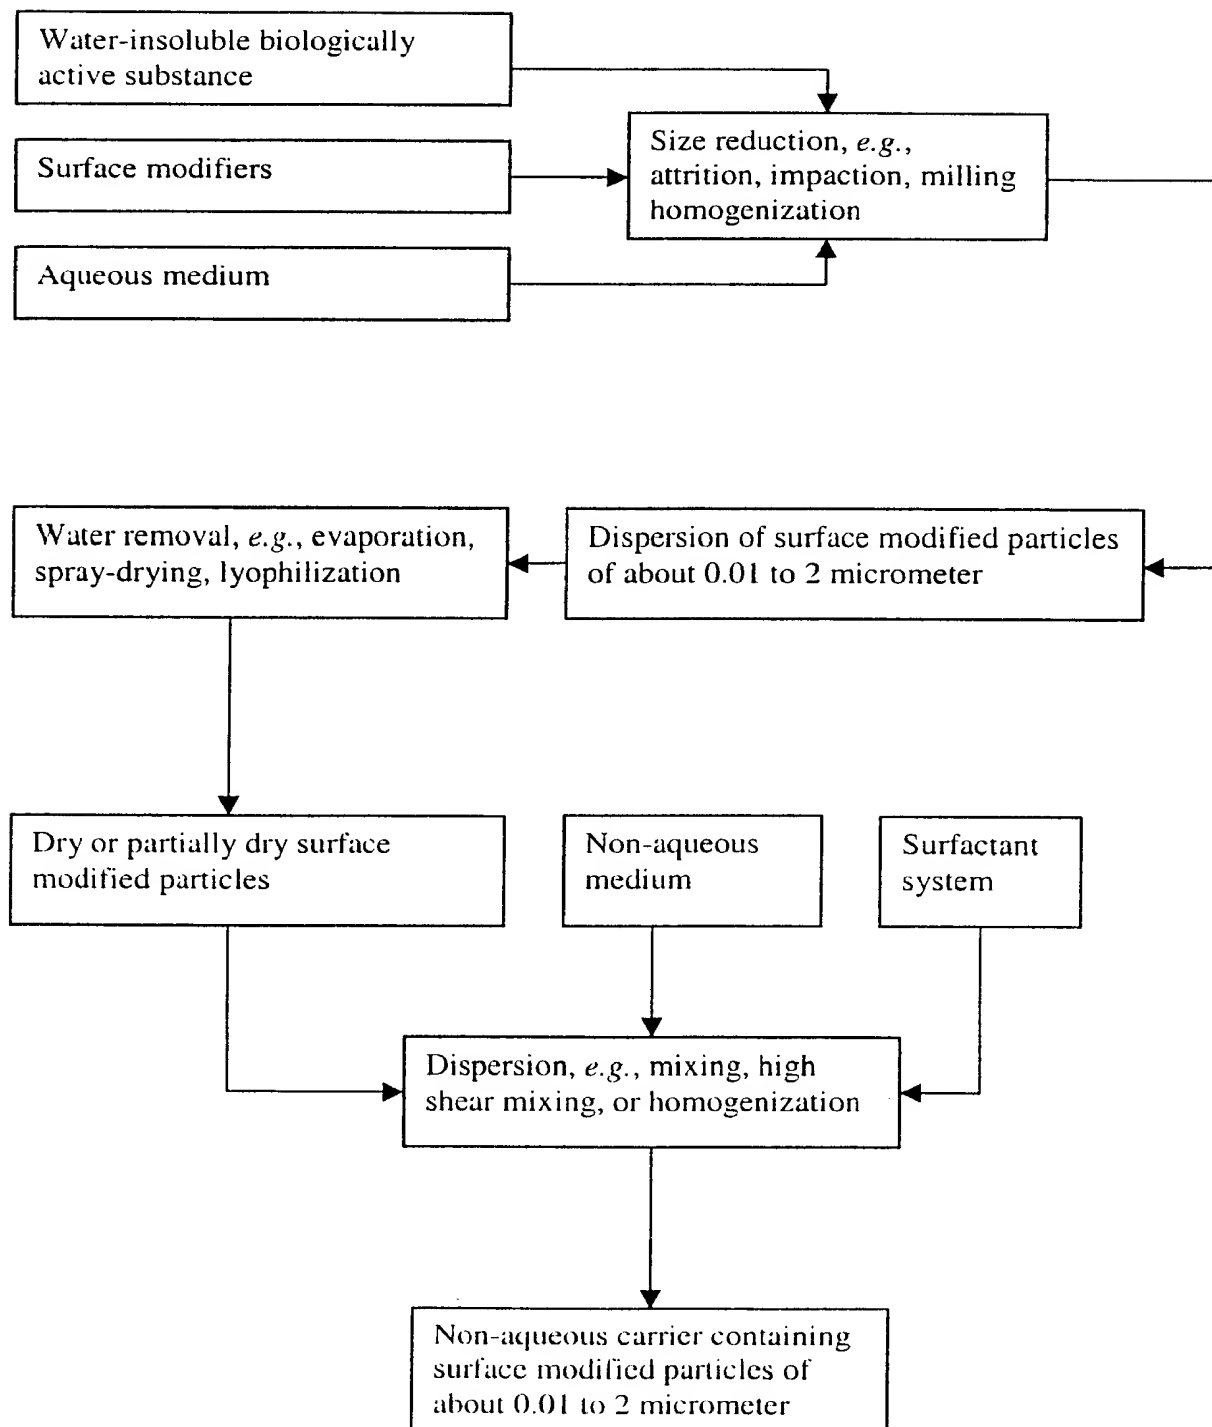 Water-insoluble biologically
active substance
Surface modifiers
Aqueous medium
Size reduction, e.g.,
attrition, impaction, milling
homogenization
Water removal, e.g., evaporation,
spray-drying, lyophilization
Dispersion of surface modified particles
of about 0.01 to 2 micrometer
Dry or partially dry surface
modified particles
Non-aqueous
medium
Surfactant
system
Dispersion, e.g., mixing, high
shear mixing, or homogenization
Non-aqueous carrier containing
surface modified particles of
about 0.01 to 2 micrometer